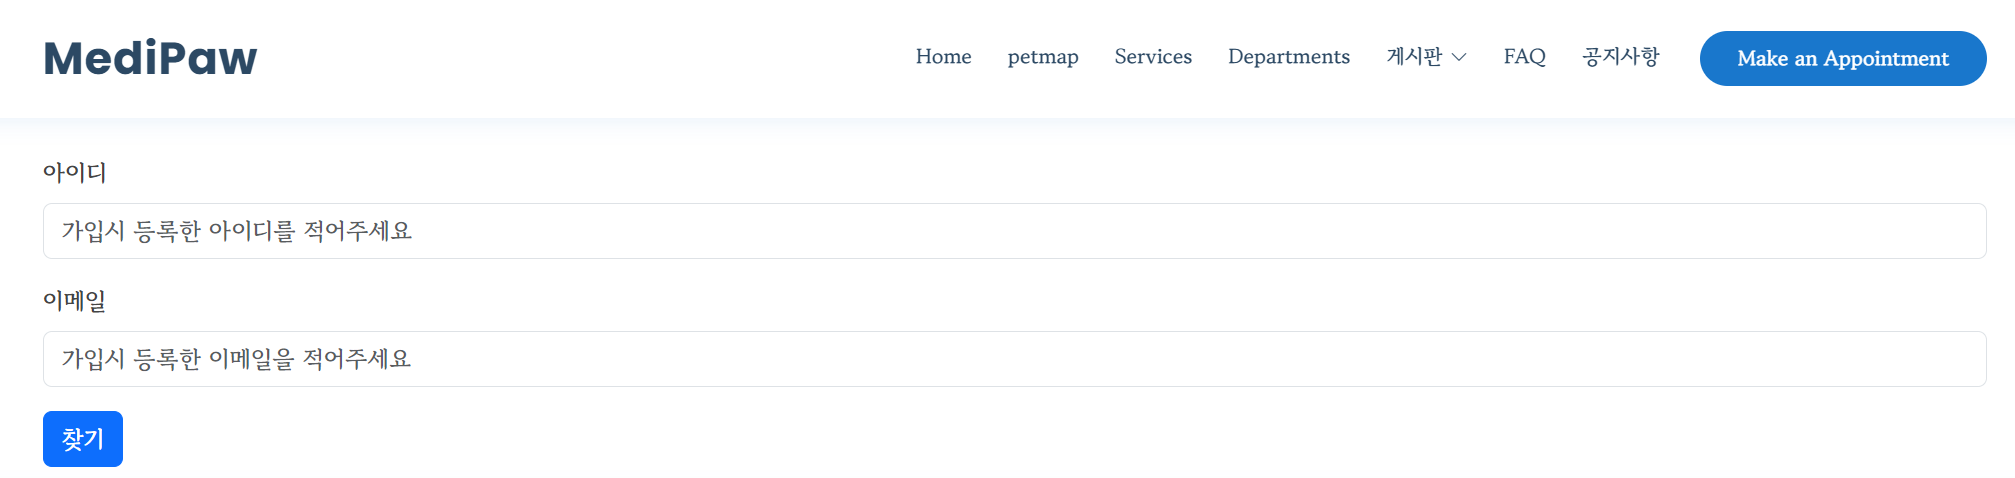 MediPaw
Home petmap Services Departments 게시판 FAQ 공지사항 Make an Appointment
아이디
가입시 등록한 아이디를 적어주세요
이메일
가입시 등록한 이메일을 적어주세요
찾기